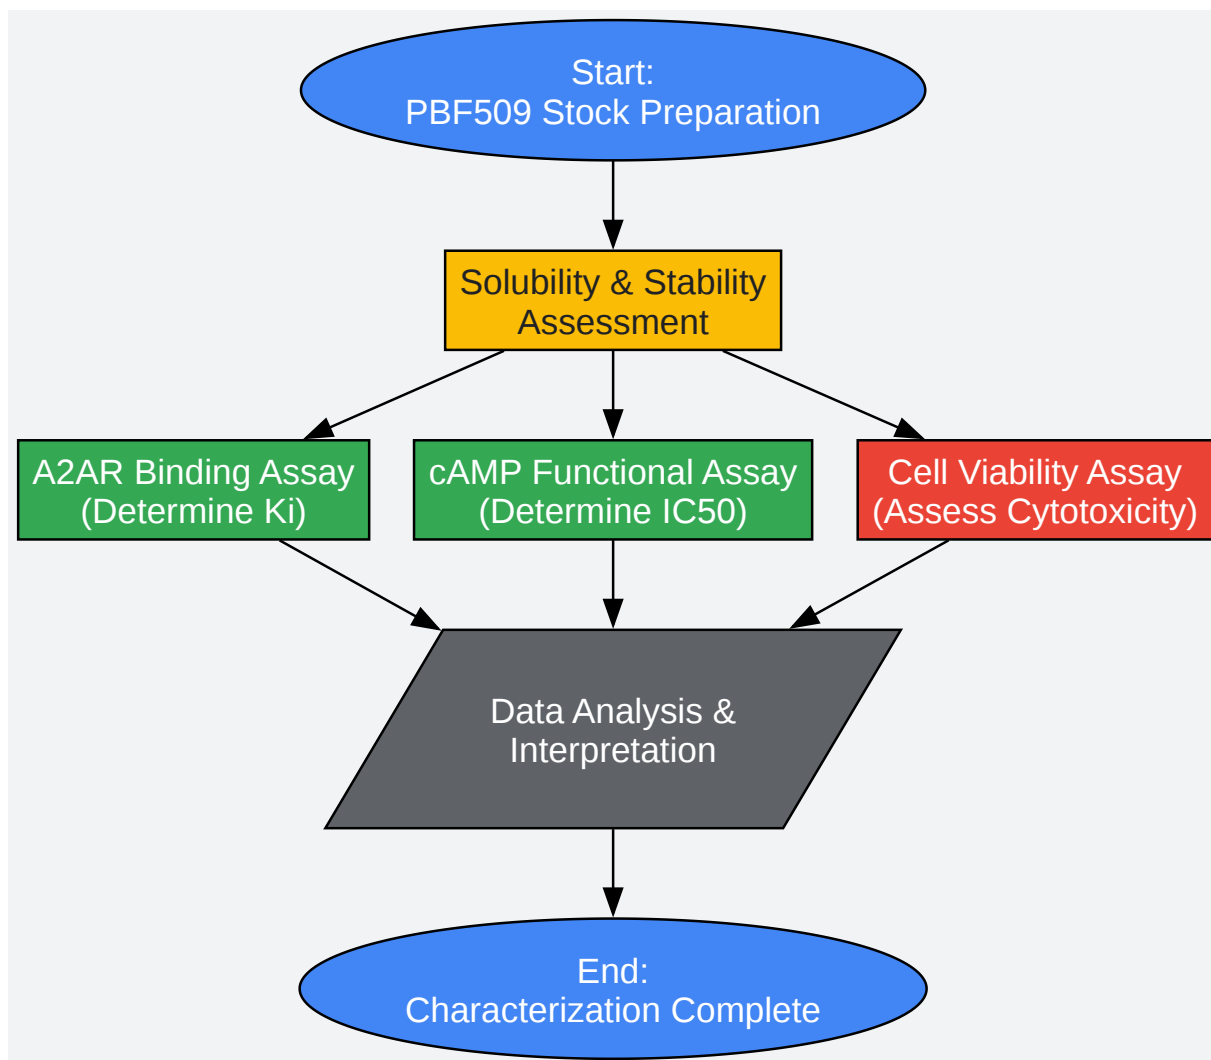 Start:
PBF509 Stock Preparation
Solubility & Stability
Assessment
A2AR Binding Assay
(Determine Ki)
cAMP Functional Assay
(Determine IC50)
Cell Viability Assay
(Assess Cytotoxicity)
Data Analysis &
Interpretation
End:
Characterization Complete